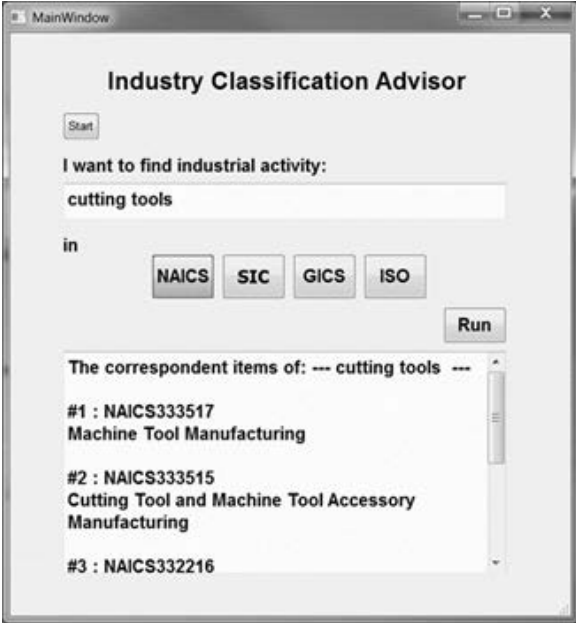 MainWindow
Industry Classification Advisor
Start
I want to find industrial activity:
cutting tools
in
NAICS SIC GICS ISO
Run
The correspondent items of: --- cutting tools ---
#1 : NAICS333517
Machine Tool Manufacturing
#2 : NAICS333515
Cutting Tool and Machine Tool Accessory
Manufacturing
#3 : NAICS332216